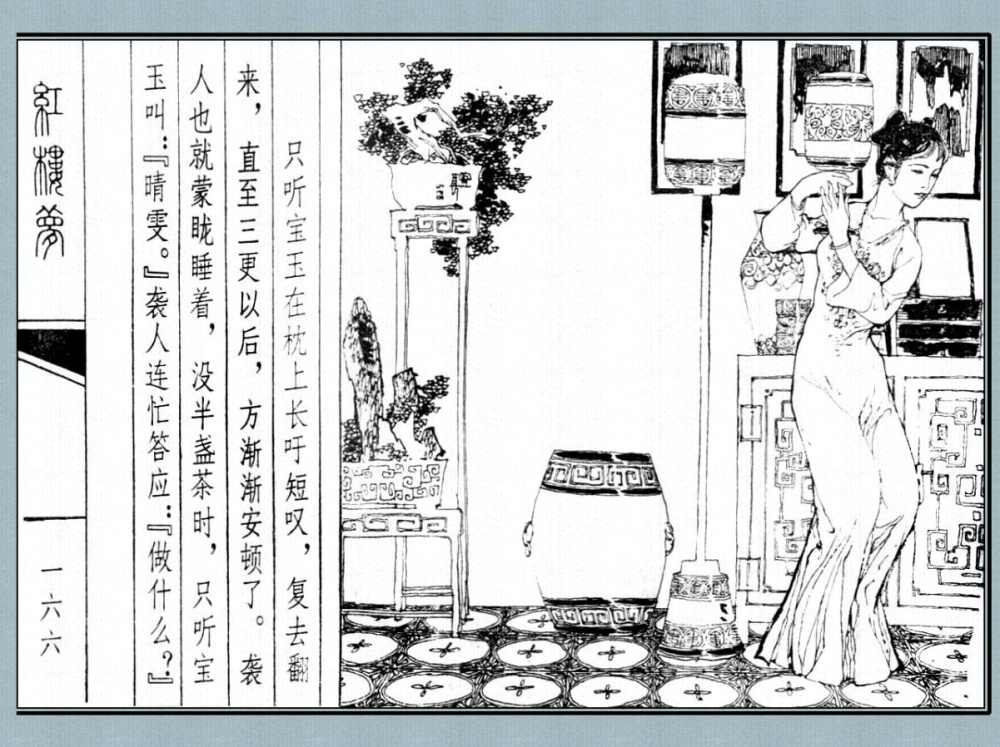 只听宝玉在枕上长吁短叹，复去翻
来，直至三更以后，方渐渐安顿了。袭
人也就蒙眬睡着，没半盏茶时，只听宝
玉叫：『晴雯。』袭人连忙答应：『做什么？』
紅樓夢
一六六